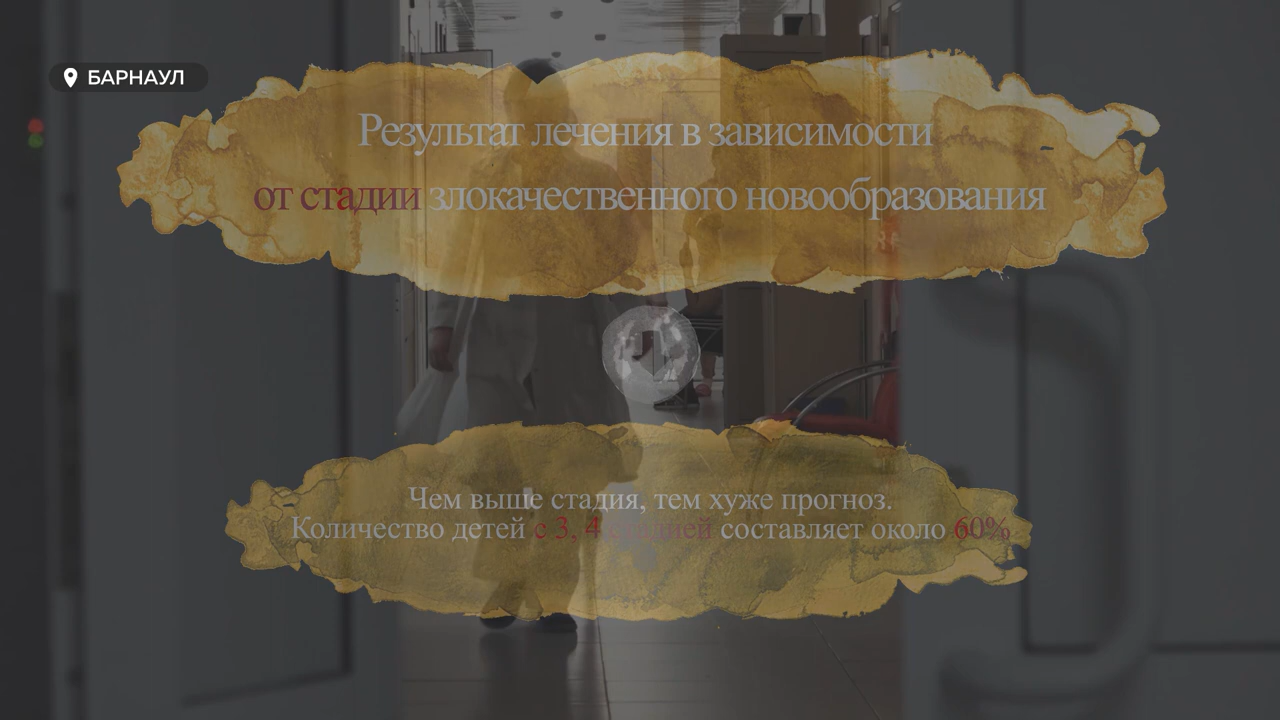 БАРНАУЛ
Результат лечения в зависимости
от стадии злокачественного новообразования
Чем выше стадия, тем хуже прогноз.
Количество детей с 3, 4 стадией составляет около 60%